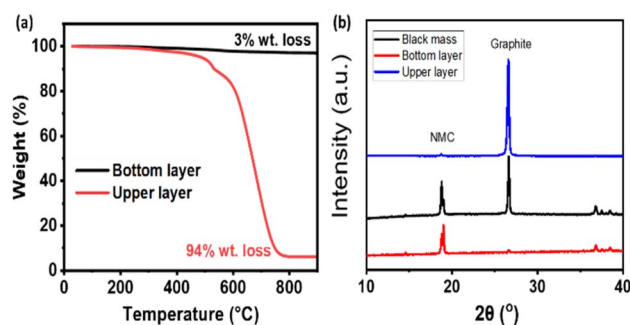 (a)
100
80
60
40
20
0
Weight (%)
3% wt. loss
Bottom layer
Upper layer
94% wt. loss
0 200 400 600 800
Temperature (°C)
(b)
Intensity (a.u.)
Black mass
Bottom layer
Upper layer
Graphite
NMC
10 20 30 40
2θ (°)